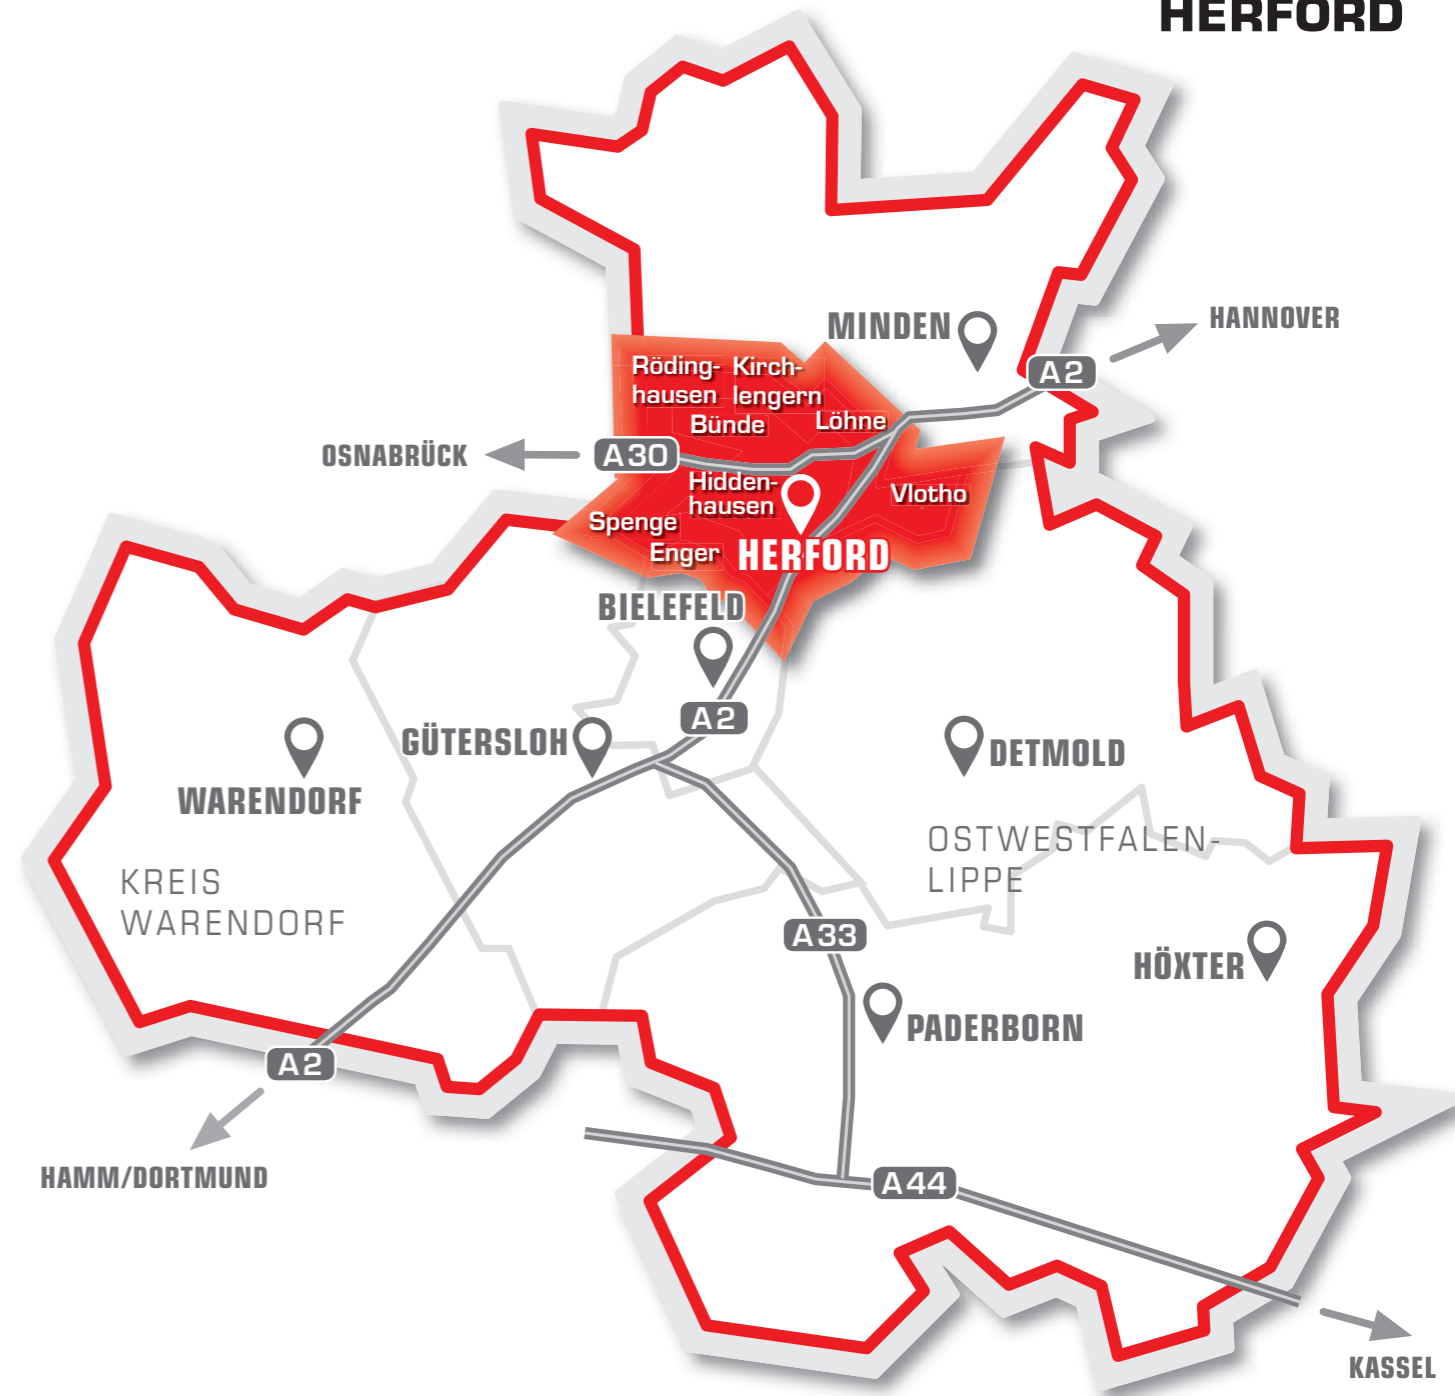 HERFORD
MINDEN
HANNOVER
A2
Röding-
hausen
Kirch-
lengern
Bünde
Löhne
OSNABRÜCK
A30
Hidden-
hausen
Vlotho
Spenge
Enger
HERFORD
BIELEFELD
A2
GÜTERSLOH
DETMOLD
WARENDORF
OSTWESTFALEN-
LIPPE
KREIS
WARENDORF
A33
HÖXTER
PADERBORN
A2
HAMM/DORTMUND
A44
KASSEL